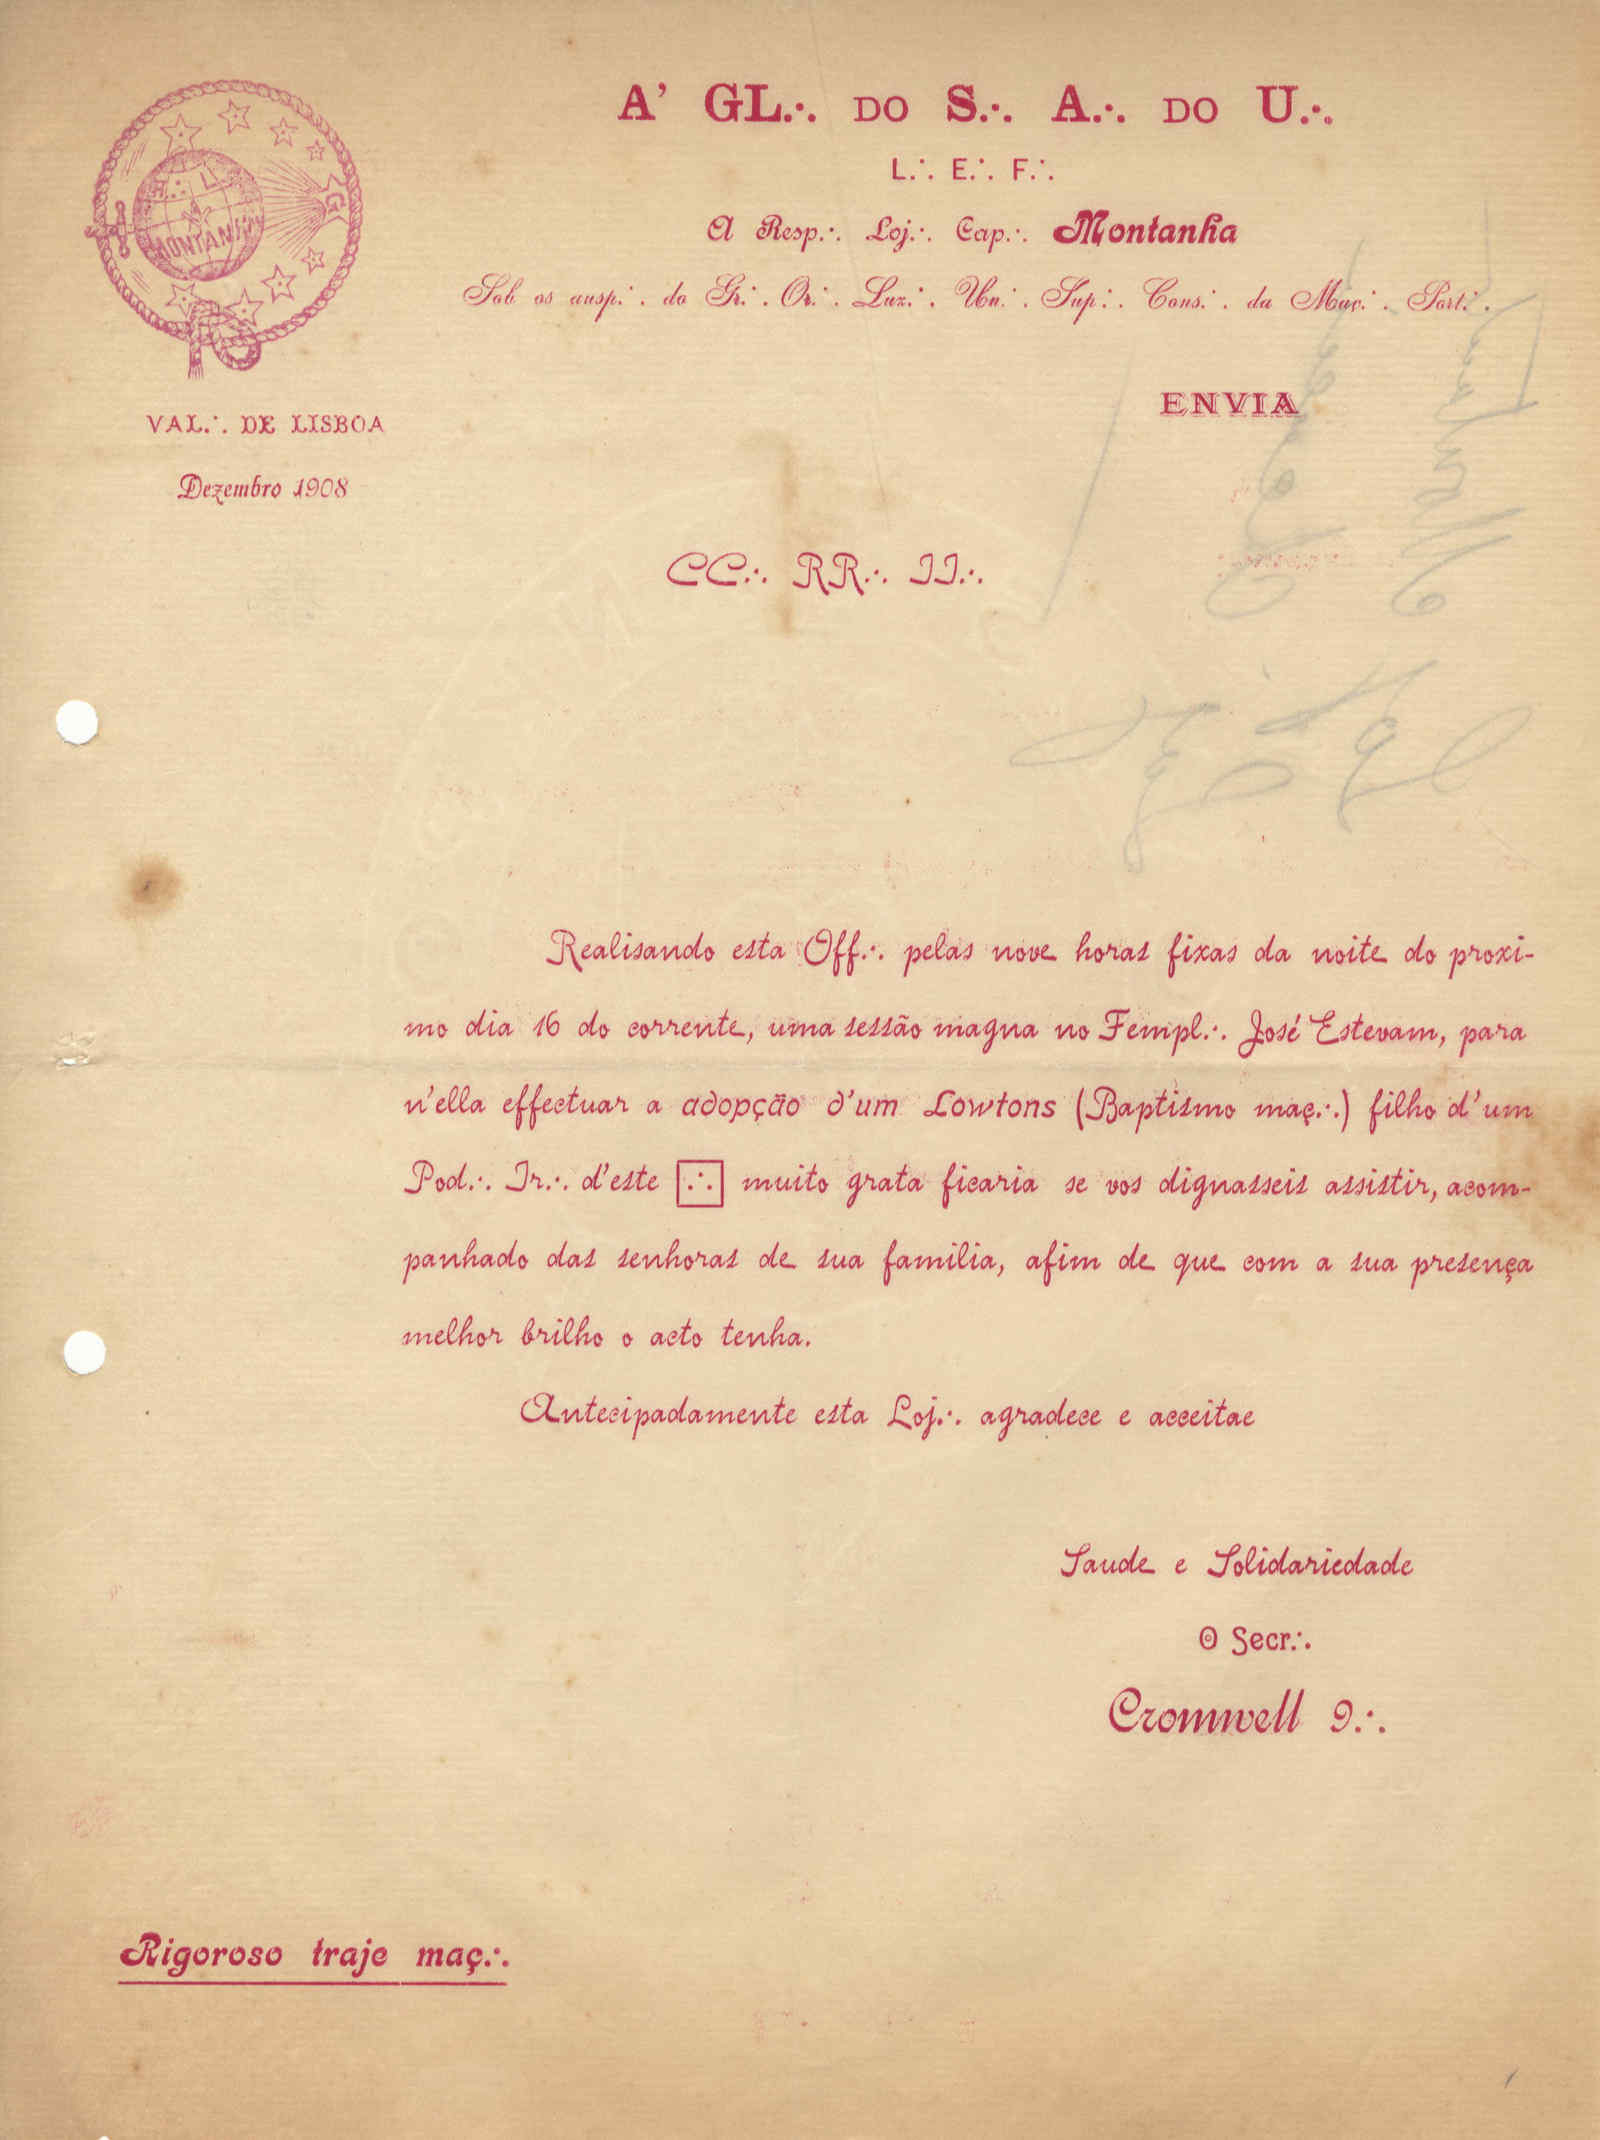 A' GL.·. DO S.·. A.·. DO U.·.
L.·. E.·. F.·.
A Resp.·. Loj.·. Cap.·. Montanha
Sob os ausp.·. do Gr.·. Or.·. Luz.·. Un.·. Sup.·. Cons.·. da Maç.·. Port.·.
MONTANHA
G
VAL.·. DE LISBOA
Dezembro 1908
ENVIA
CC.·. RR.·. II.·.
Realisando esta Off.·. pelas nove horas fixas da noite do proxi-
mo dia 16 do corrente, uma sessão magna no Templ.·. José Estevam, para
n'ella effectuar a adopção d'um Lowtons (Baptismo maç.·.) filho d'um
Pod.·. Ir.·. d'este .·. muito grata ficaria se vos dignasseis assistir, acom-
panhado das senhoras de sua familia, afim de que com a sua presença
melhor brilho o acto tenha.
Antecipadamente esta Loj.·. agradece e acceitae
Saude e Solidariedade
O Secr.·.
Cromwell 9.·.
Rigoroso traje maç.·.